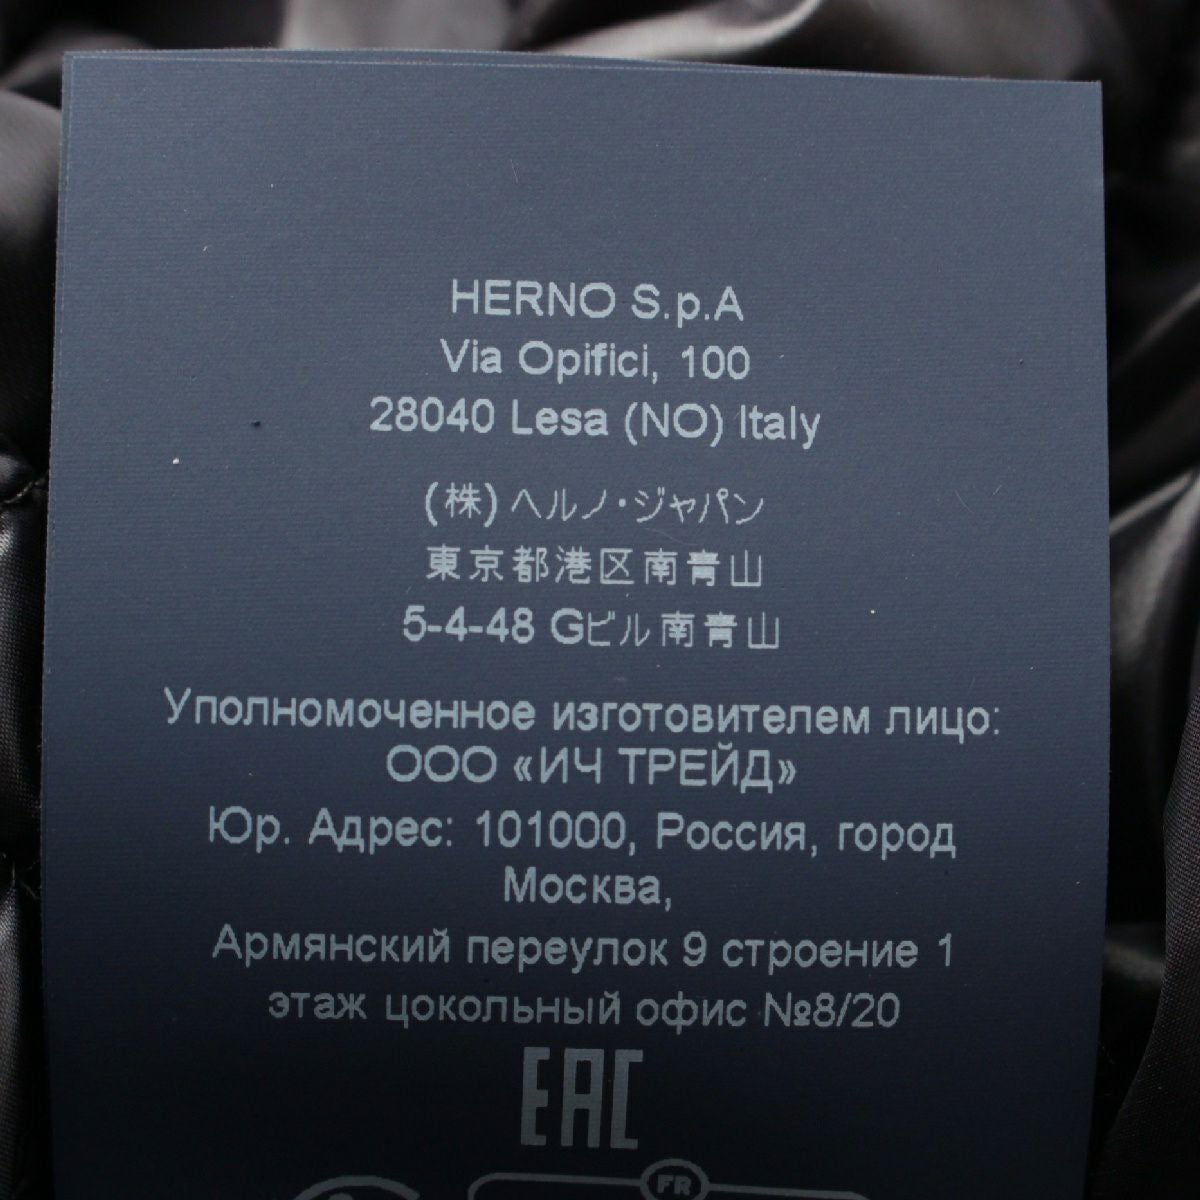 HERNO S.p.A
Via Opifici, 100
28040 Lesa (NO) Italy
(株) ヘルノ・ジャパン
東京都港区南青山
5-4-48 Gビル南青山
Уполномоченное изготовителем лицо:
ООО «ИЧ ТРЕЙД»
Юр. Адрес: 101000, Россия, город
Москва,
Армянский переулок 9 строение 1
этаж цокольный офис №8/20
EAC
FR